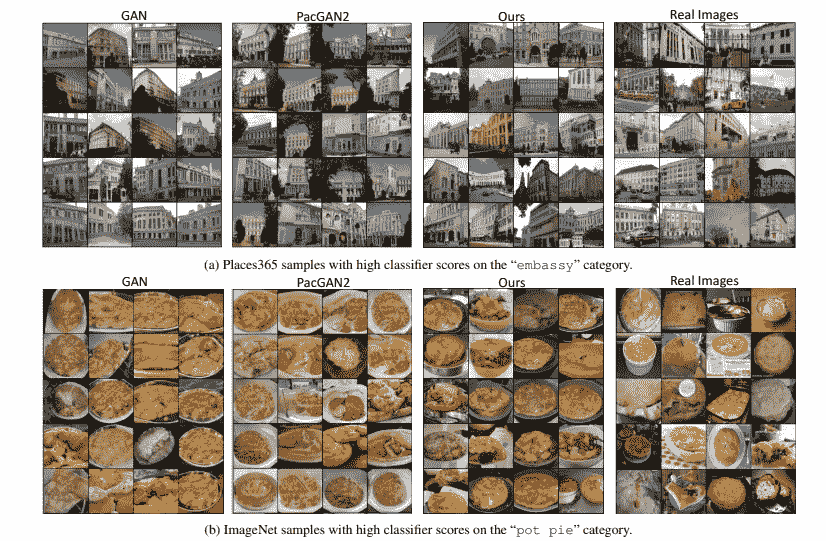 GAN PacGAN2 Ours Real Images
(a) Places365 samples with high classifier scores on the “embassy” category.
GAN PacGAN2 Ours Real Images
(b) ImageNet samples with high classifier scores on the “pot pie” category.